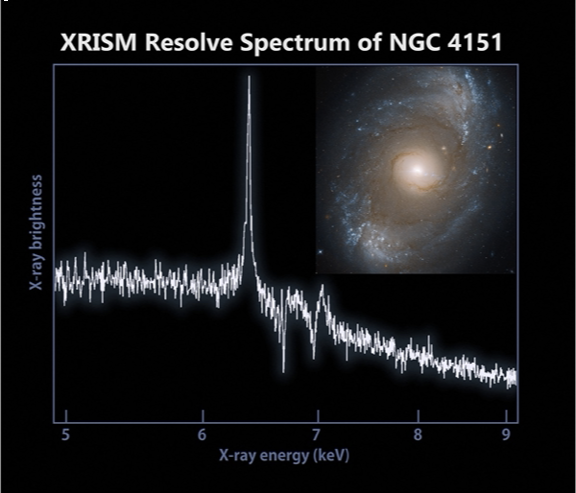 XRISM Resolve Spectrum of NGC 4151
X-ray brightness
5 6 7 8 9
X-ray energy (keV)